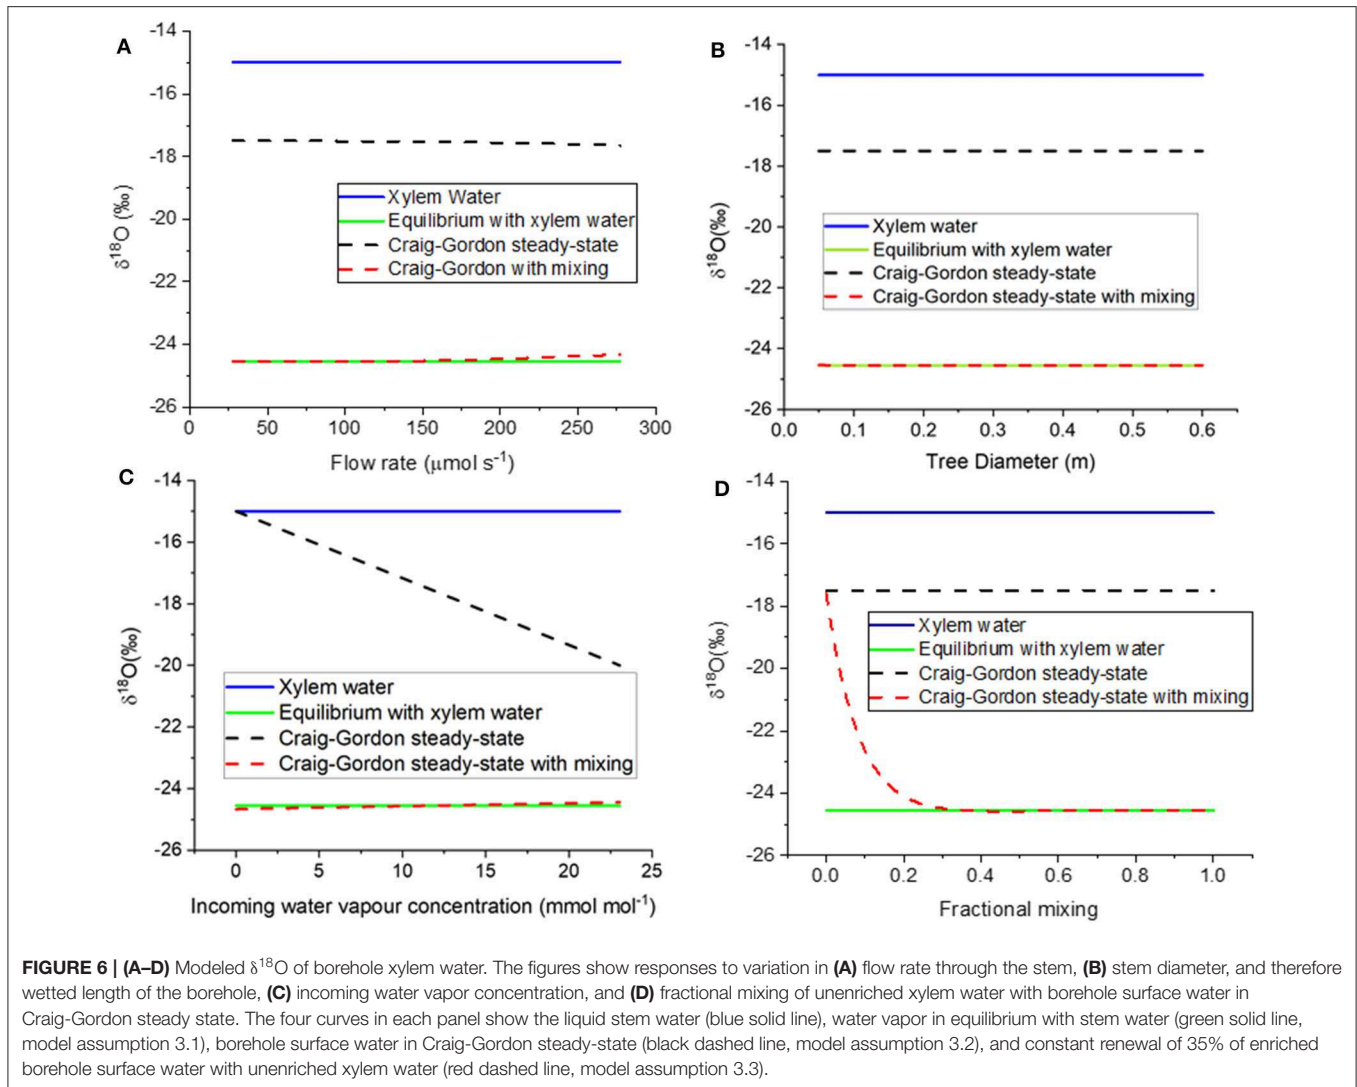 A
-14
-16
-18
-20
-22
-24
-26
δ¹⁸O (‰)
Xylem Water
Equilibrium with xylem water
Craig-Gordon steady-state
Craig-Gordon with mixing
0 50 100 150 200 250 300
Flow rate (μmol s⁻¹)
B
-14
-16
-18
-20
-22
-24
-26
δ¹⁸O(‰)
Xylem water
Equilibrium with xylem water
Craig-Gordon steady-state
Craig-Gordon steady-state with mixing
0.0 0.1 0.2 0.3 0.4 0.5 0.6
Tree Diameter (m)
C
-14
-16
-18
-20
-22
-24
-26
δ¹⁸O(‰)
Xylem water
Equilibrium with xylem water
Craig-Gordon steady-state
Craig-Gordon steady-state with mixing
0 5 10 15 20 25
Incoming water vapour concentration (mmol mol⁻¹)
D
-14
-16
-18
-20
-22
-24
-26
δ¹⁸O(‰)
Xylem water
Equilibrium with xylem water
Craig-Gordon steady-state
Craig-Gordon steady-state with mixing
0.0 0.2 0.4 0.6 0.8 1.0
Fractional mixing
FIGURE 6 | (A–D) Modeled δ¹⁸O of borehole xylem water. The figures show responses to variation in (A) flow rate through the stem, (B) stem diameter, and therefore
wetted length of the borehole, (C) incoming water vapor concentration, and (D) fractional mixing of unenriched xylem water with borehole surface water in
Craig-Gordon steady state. The four curves in each panel show the liquid stem water (blue solid line), water vapor in equilibrium with stem water (green solid line,
model assumption 3.1), borehole surface water in Craig-Gordon steady-state (black dashed line, model assumption 3.2), and constant renewal of 35% of enriched
borehole surface water with unenriched xylem water (red dashed line, model assumption 3.3).